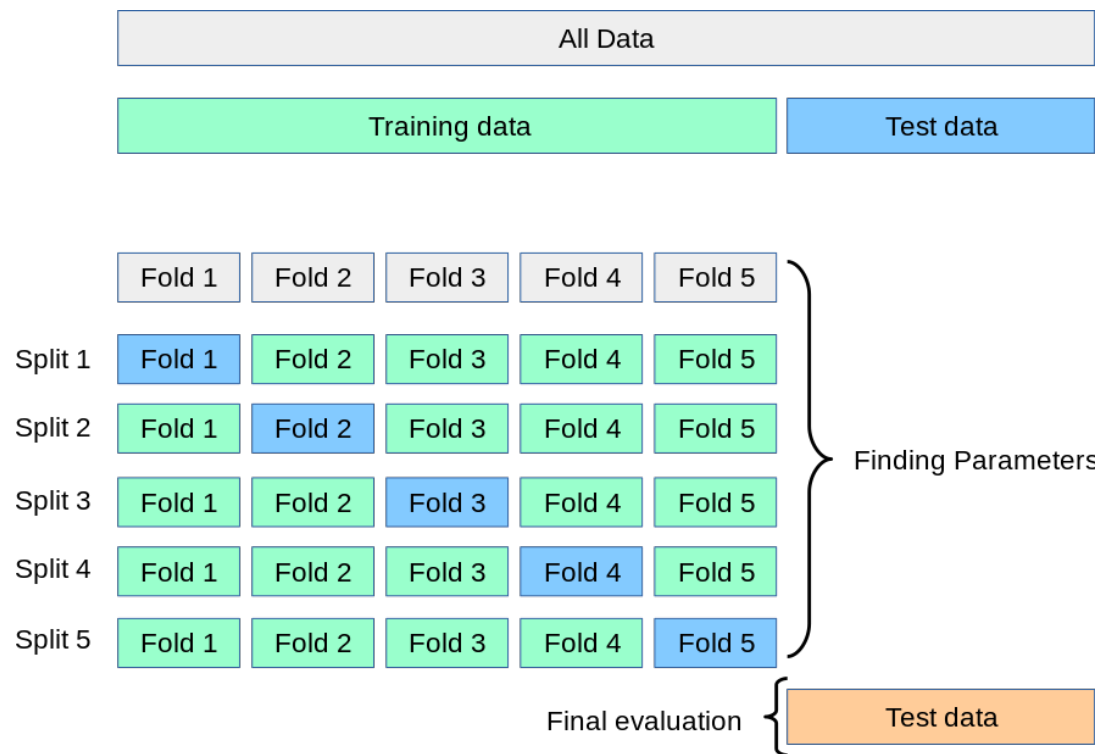 All Data
Training data Test data
Fold 1 Fold 2 Fold 3 Fold 4 Fold 5
Split 1 Fold 1 Fold 2 Fold 3 Fold 4 Fold 5
Split 2 Fold 1 Fold 2 Fold 3 Fold 4 Fold 5
Finding Parameters
Split 3 Fold 1 Fold 2 Fold 3 Fold 4 Fold 5
Split 4 Fold 1 Fold 2 Fold 3 Fold 4 Fold 5
Split 5 Fold 1 Fold 2 Fold 3 Fold 4 Fold 5
Final evaluation Test data